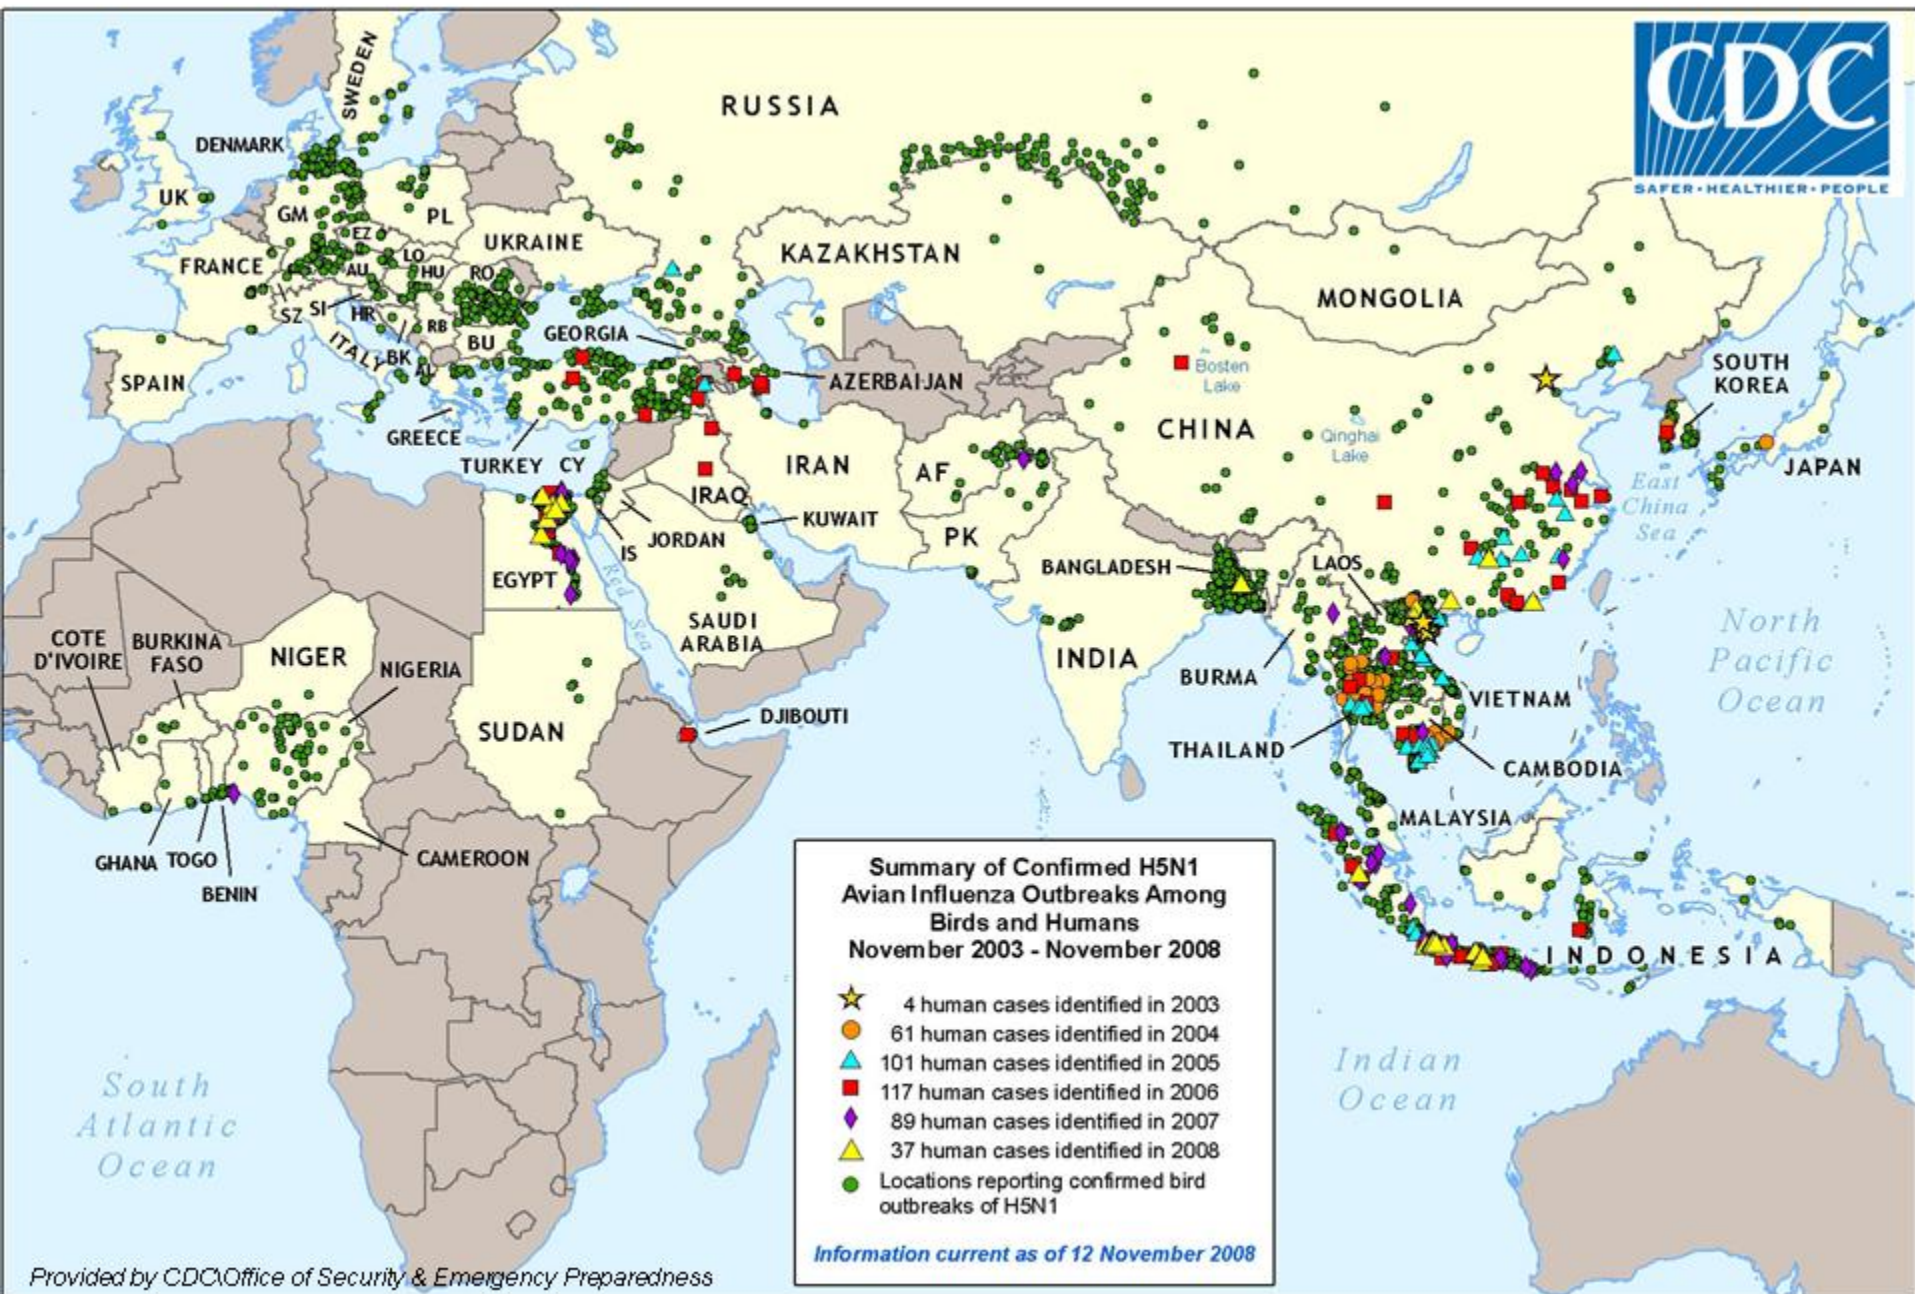 CDC
SAFER • HEALTHIER • PEOPLE
SWEDEN
RUSSIA
DENMARK
UK
GM
PL
EZ
UKRAINE
KAZAKHSTAN
FRANCE
LO
AU
HU
RO
MONGOLIA
SZ
SI
HR
RB
BU
GEORGIA
ITALY
BK
AL
SPAIN
AZERBAIJAN
Bosten
Lake
SOUTH
KOREA
GREECE
CHINA
Qinghai
Lake
TURKEY
CY
IRAN
AF
JAPAN
IRAQ
East
China
Sea
KUWAIT
IS
JORDAN
PK
EGYPT
BANGLADESH
LAOS
Red
Sea
SAUDI
ARABIA
COTE
D'IVOIRE
BURKINA
FASO
NIGER
NIGERIA
INDIA
BURMA
North
Pacific
Ocean
VIETNAM
SUDAN
DJIBOUTI
THAILAND
CAMBODIA
MALAYSIA
GHANA
TOGO
BENIN
CAMEROON
INDONESIA
Summary of Confirmed H5N1
Avian Influenza Outbreaks Among
Birds and Humans
November 2003 - November 2008
4 human cases identified in 2003
61 human cases identified in 2004
101 human cases identified in 2005
117 human cases identified in 2006
89 human cases identified in 2007
37 human cases identified in 2008
Locations reporting confirmed bird
outbreaks of H5N1
Information current as of 12 November 2008
South
Atlantic
Ocean
Indian
Ocean
Provided by CDC\Office of Security & Emergency Preparedness